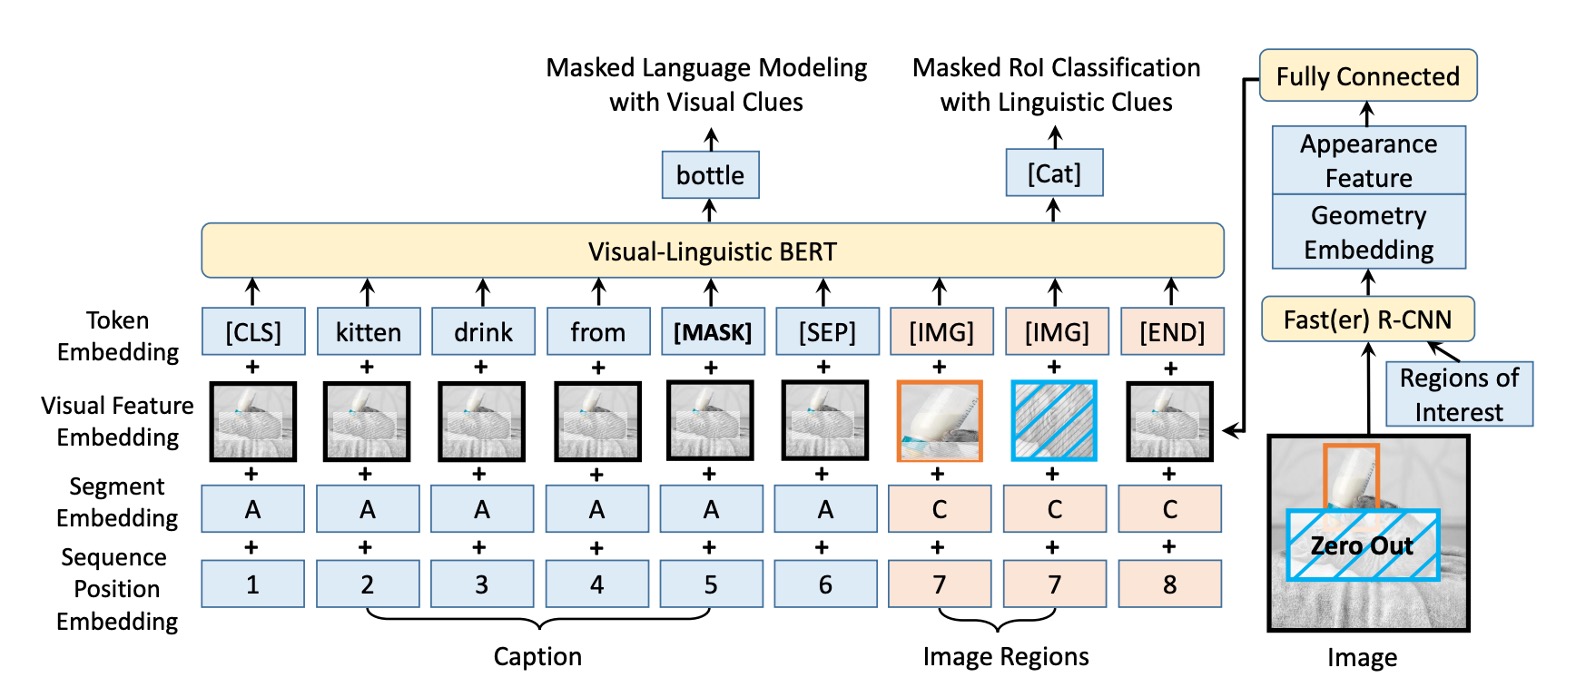 Masked Language Modeling
with Visual Clues
Masked RoI Classification
with Linguistic Clues
Fully Connected
Appearance
Feature
Geometry
Embedding
Fast(er) R-CNN
Regions of
Interest
bottle
[Cat]
Visual-Linguistic BERT
Token
Embedding
[CLS] kitten drink from [MASK] [SEP] [IMG] [IMG] [END]
+ + + + + + + + +
Visual Feature
Embedding
+ + + + + + + + +
Segment
Embedding
A A A A A A C C C
+ + + + + + + + +
Sequence
Position
Embedding
1 2 3 4 5 6 7 7 8
Caption
Image Regions
Zero Out
Image